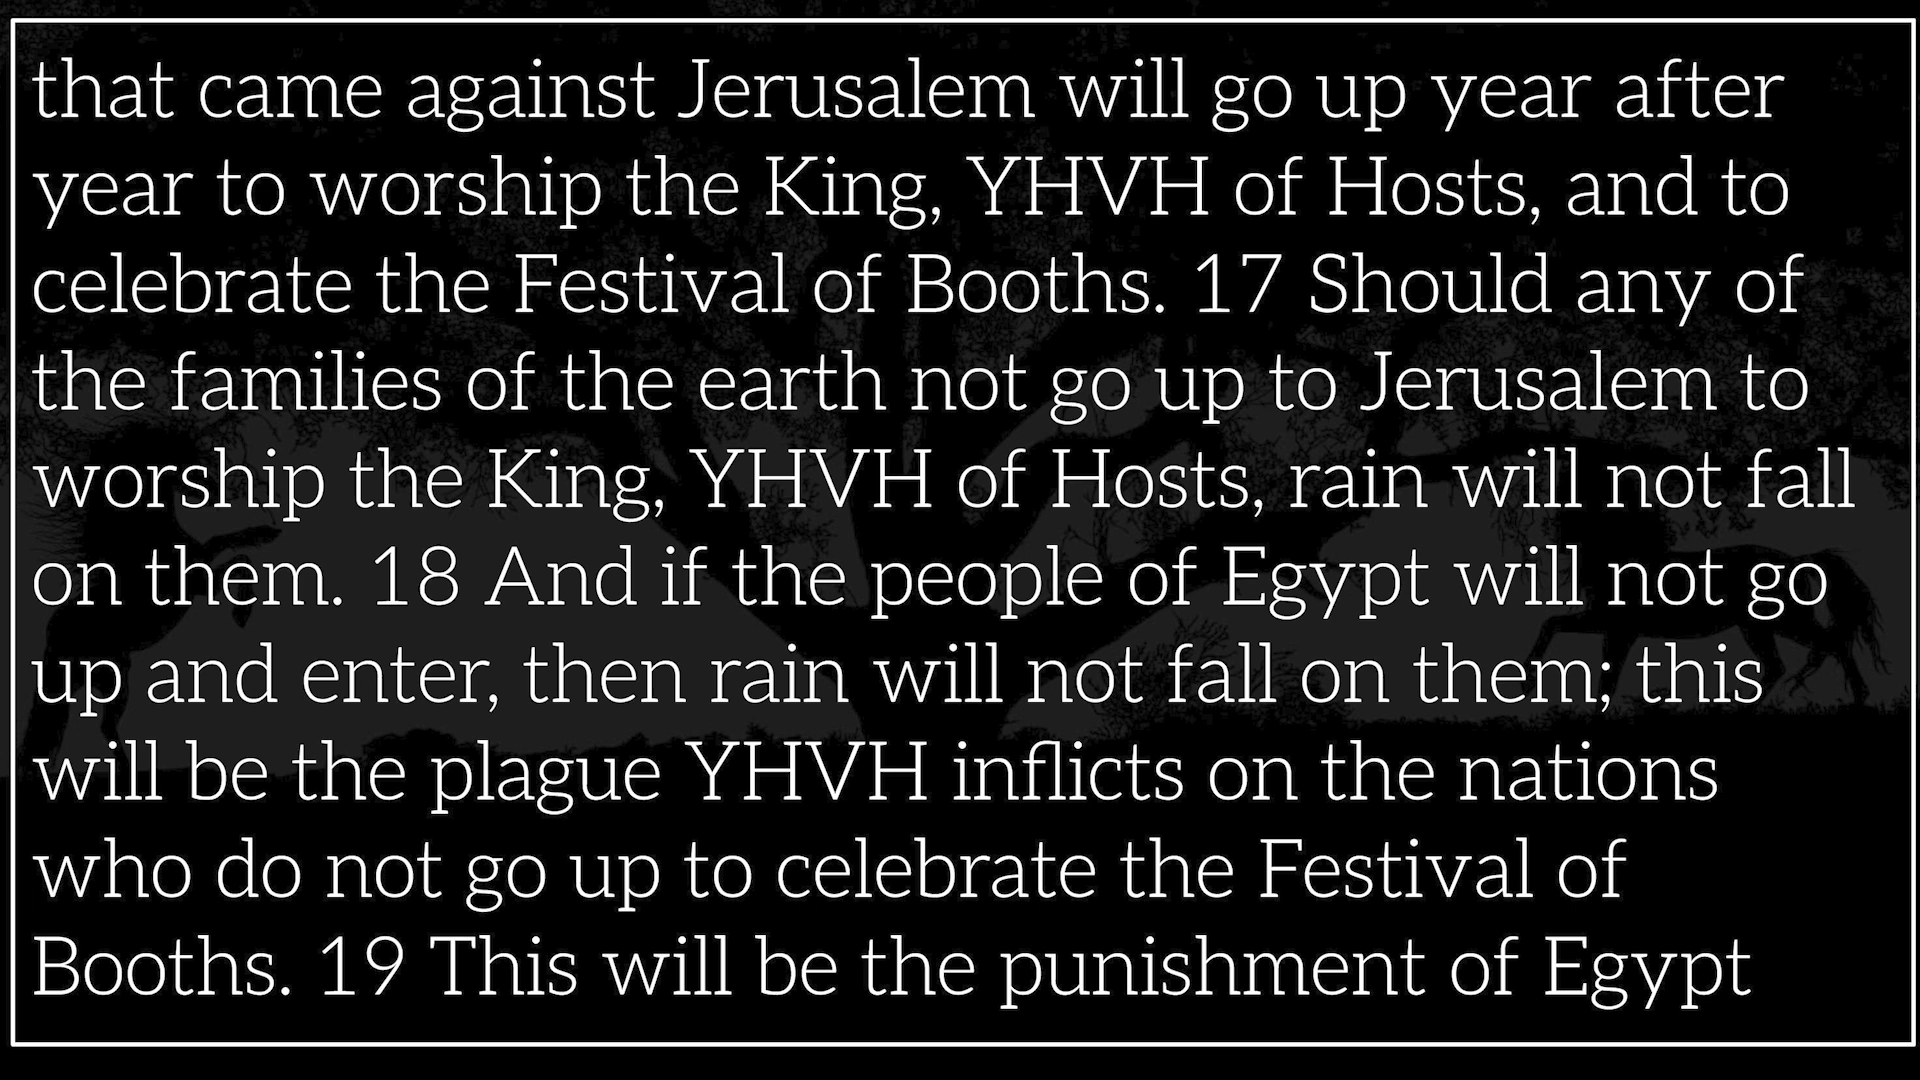 that came against Jerusalem will go up year after
year to worship the King, YHVH of Hosts, and to
celebrate the Festival of Booths. 17 Should any of
the families of the earth not go up to Jerusalem to
worship the King, YHVH of Hosts, rain will not fall
on them. 18 And if the people of Egypt will not go
up and enter, then rain will not fall on them; this
will be the plague YHVH inflicts on the nations
who do not go up to celebrate the Festival of
Booths. 19 This will be the punishment of Egypt